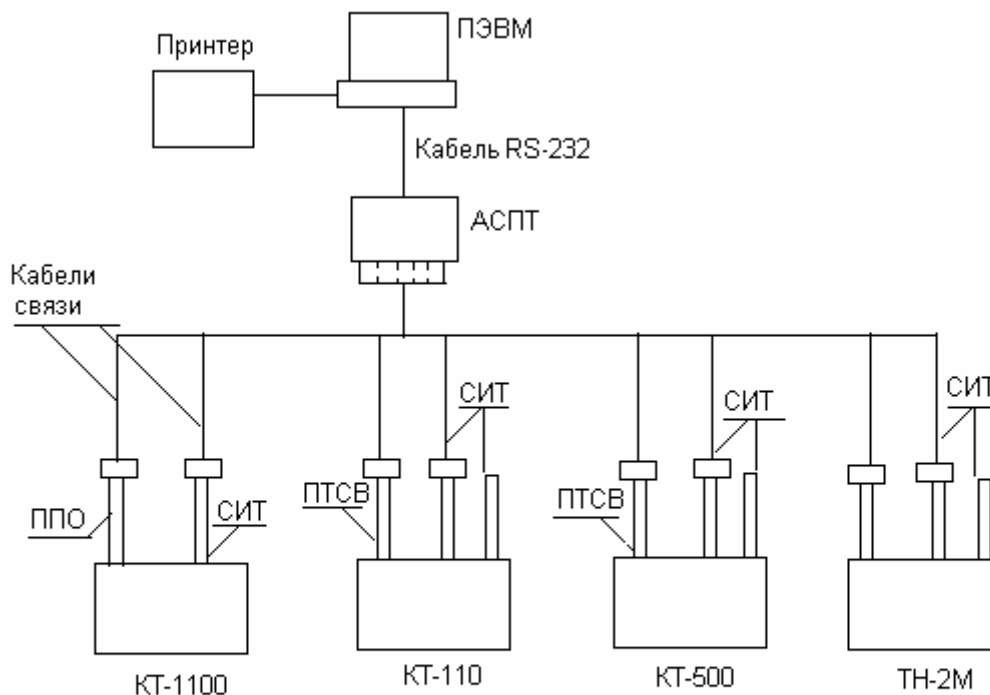 ПЭВМ
Принтер
Кабель RS-232
АСПТ
Кабели
связи
СИТ
СИТ
СИТ
ППО
СИТ
ПТСВ
ПТСВ
КТ-1100
КТ-110
КТ-500
ТН-2М